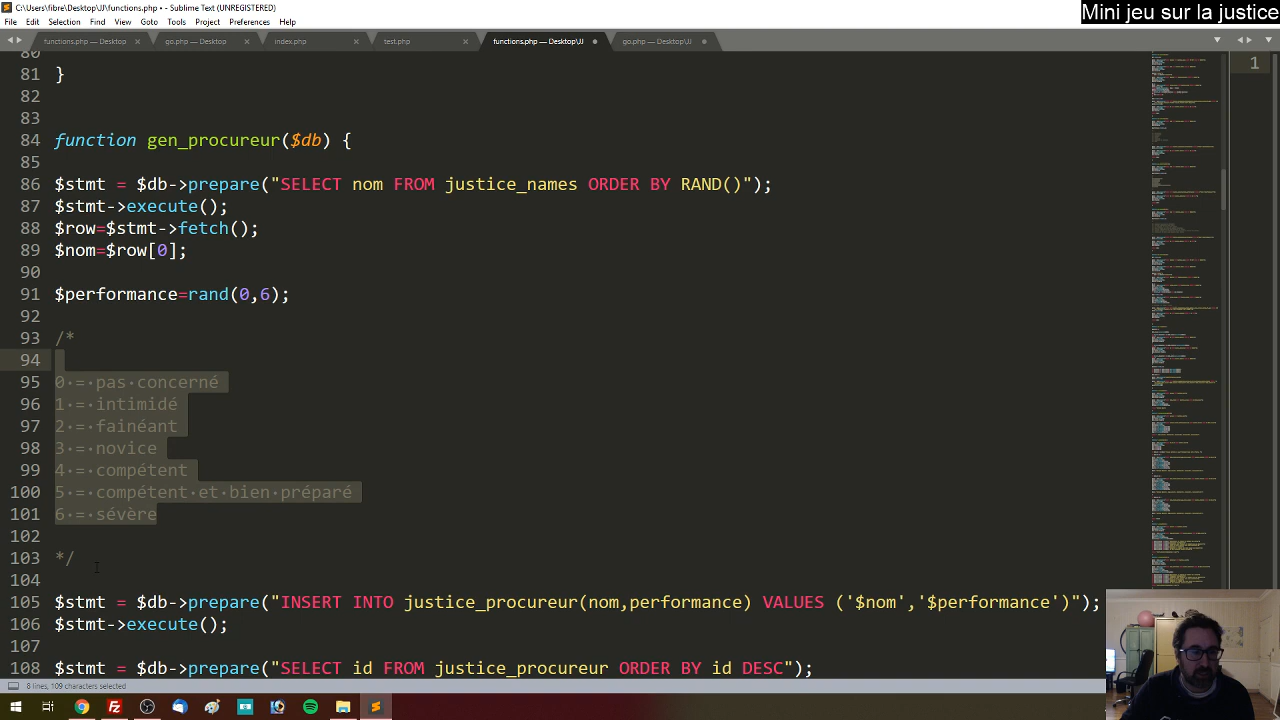 C:\Users\fibre\Desktop\JJ\functions.php • - Sublime Text (UNREGISTERED)
Mini jeu sur la justice
File Edit Selection Find View Goto Tools Project Preferences Help
functions.php — Desktop go.php — Desktop index.php test.php functions.php — Desktop\JJ go.php — Desktop\JJ
80
81 }
82
83
84 function gen_procureur($db) {
85
86 $stmt = $db->prepare("SELECT nom FROM justice_names ORDER BY RAND()");
87 $stmt->execute();
88 $row=$stmt->fetch();
89 $nom=$row[0];
90
91 $performance=rand(0,6);
92
93 /*
94
95 0 = pas concerné
96 1 = intimidé
97 2 = fainéant
98 3 = novice
99 4 = compétent
100 5 = compétent et bien préparé
101 6 = sévère
102
103 */
104
105 $stmt = $db->prepare("INSERT INTO justice_procureur(nom,performance) VALUES ('$nom','$performance')");
106 $stmt->execute();
107
108 $stmt = $db->prepare("SELECT id FROM justice_procureur ORDER BY id DESC");
1
8 lines, 109 characters selected